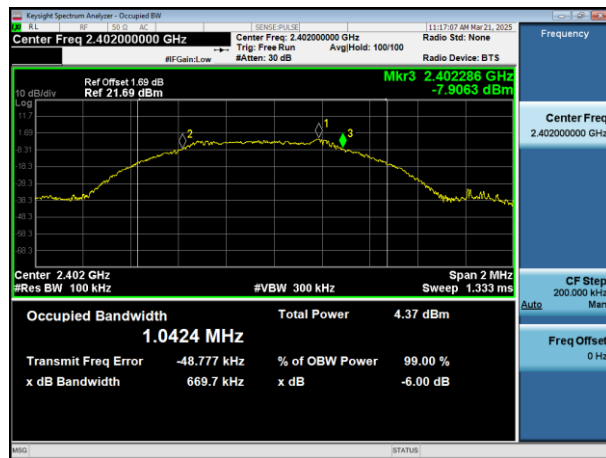 Keysight Spectrum Analyzer - Occupied BW
RL RF 50 Ω AC SENSE:PULSE 11:17:07 AM Mar 21, 2025
Center Freq 2.402000000 GHz
Center Freq: 2.402000000 GHz Radio Std: None
Trig: Free Run Avg|Hold: 100/100
#IFGain:Low #Atten: 30 dB Radio Device: BTS
Frequency
Ref Offset 1.69 dB Mkr3 2.402286 GHz
10 dB/div Ref 21.69 dBm -7.9063 dBm
Log
11.7
1.69
-8.31
-18.3
-28.3
-38.3
-48.3
-58.3
-68.3
2
1
3
Center 2.402 GHz Span 2 MHz
#Res BW 100 kHz #VBW 300 kHz Sweep 1.333 ms
Occupied Bandwidth Total Power 4.37 dBm
1.0424 MHz
Transmit Freq Error -48.777 kHz % of OBW Power 99.00 %
x dB Bandwidth 669.7 kHz x dB -6.00 dB
Center Freq
2.402000000 GHz
CF Step
200.000 kHz
Auto Man
Freq Offset
0 Hz
MSG STATUS